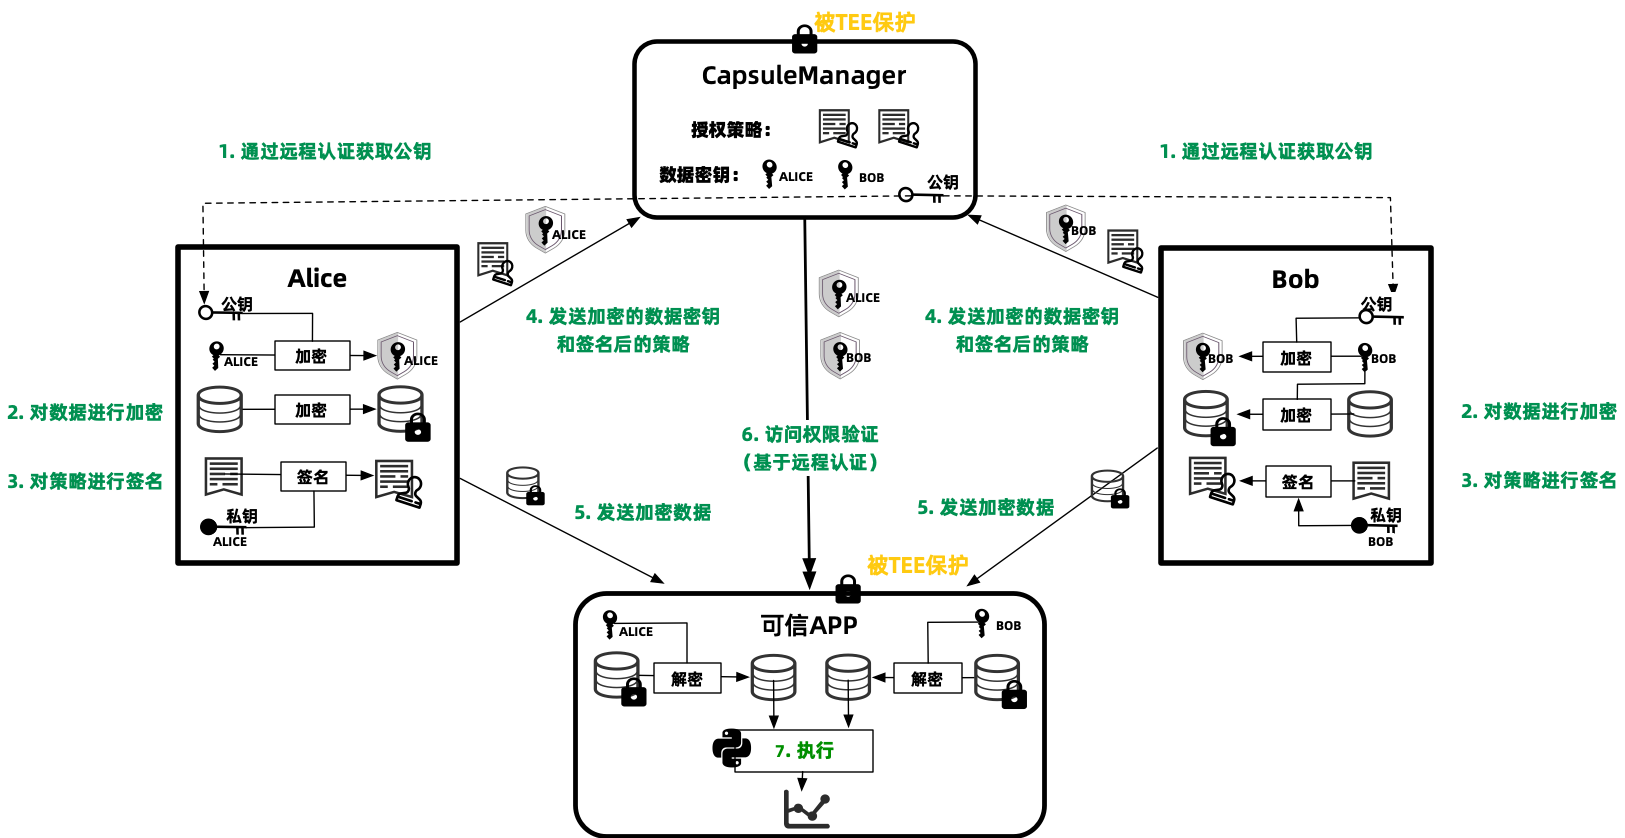 被TEE保护
CapsuleManager
授权策略：
数据密钥：
ALICE
BOB
公钥
1. 通过远程认证获取公钥
1. 通过远程认证获取公钥
ALICE
BOB
Alice
公钥
ALICE
加密
ALICE
加密
签名
私钥
ALICE
2. 对数据进行加密
3. 对策略进行签名
4. 发送加密的数据密钥
和签名后的策略
ALICE
BOB
4. 发送加密的数据密钥
和签名后的策略
Bob
公钥
BOB
加密
BOB
加密
签名
私钥
BOB
2. 对数据进行加密
3. 对策略进行签名
6. 访问权限验证
（基于远程认证）
5. 发送加密数据
5. 发送加密数据
被TEE保护
可信APP
ALICE
BOB
解密
解密
7. 执行